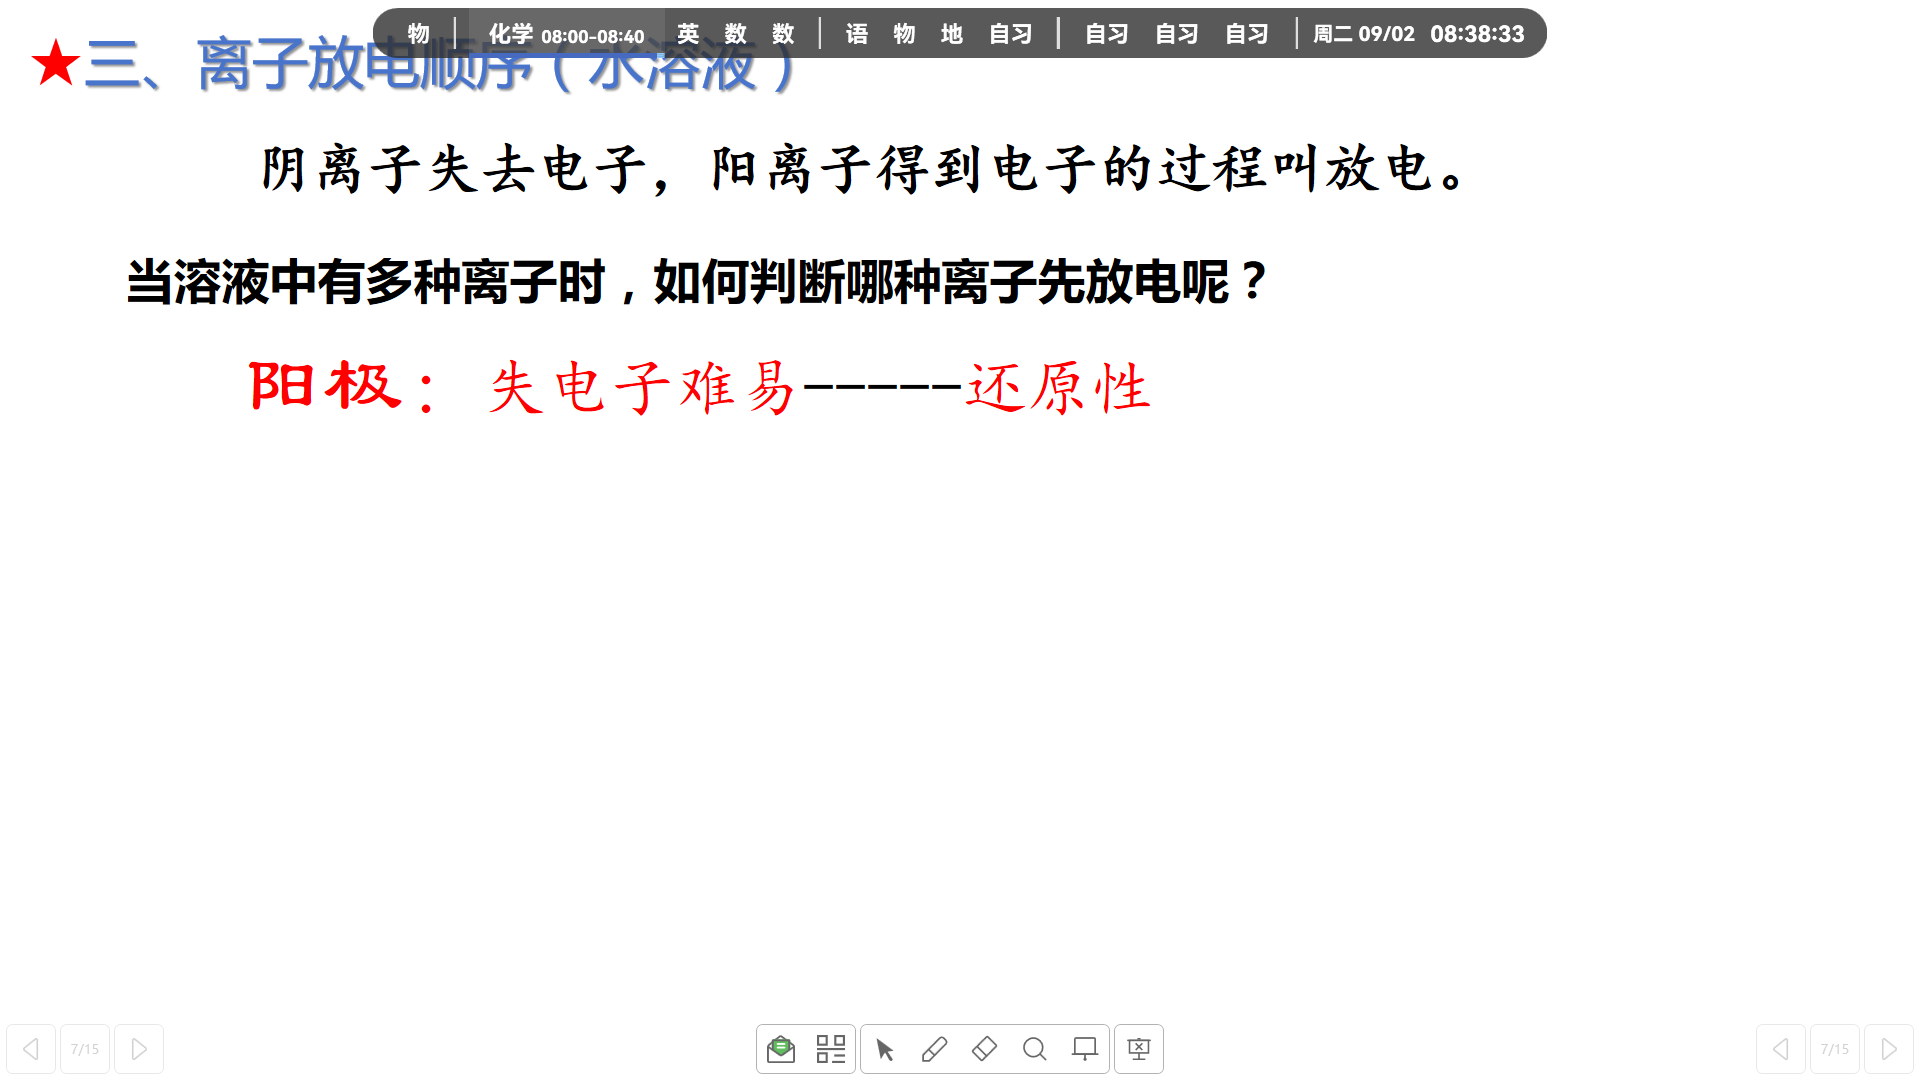 物 化学 08:00-08:40 英 数 数 语 物 地 自习 自习 自习 自习 周二 09/02 08:38:33
★三、离子放电顺序（水溶液）
阴离子失去电子，阳离子得到电子的过程叫放电。
当溶液中有多种离子时，如何判断哪种离子先放电呢？
阳极：失电子难易-----还原性
7/15 7/15